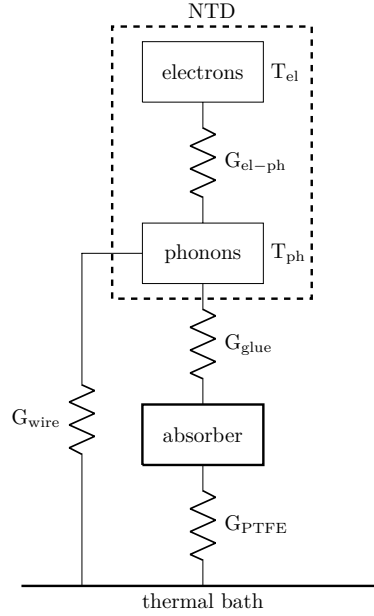 NTD
electrons T_el
G_el−ph
phonons T_ph
G_glue
G_wire
absorber
G_PTFE
thermal bath